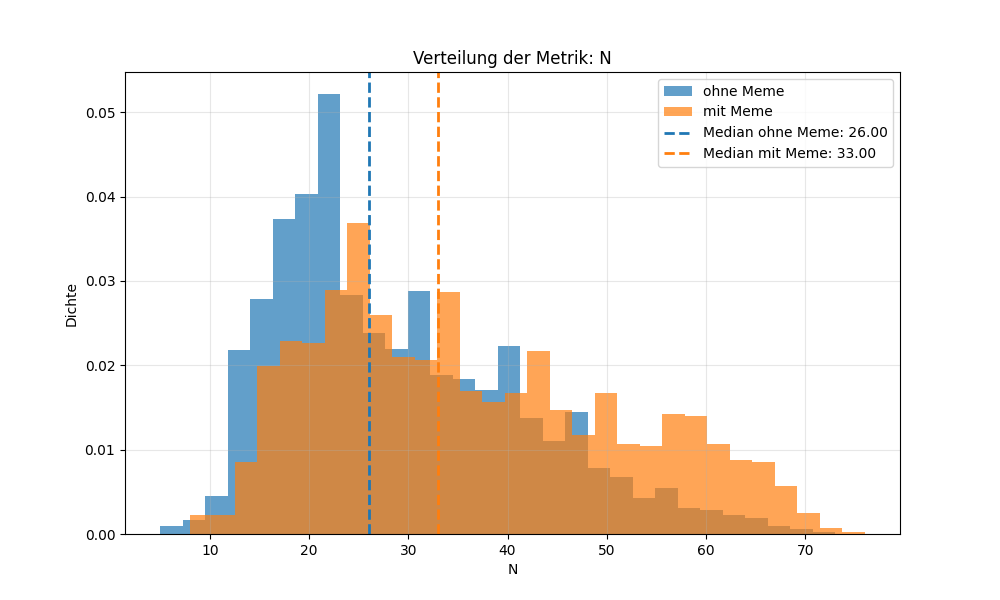 Verteilung der Metrik: N
ohne Meme
mit Meme
Median ohne Meme: 26.00
Median mit Meme: 33.00
Dichte
0.05
0.04
0.03
0.02
0.01
0.00
10 20 30 40 50 60 70
N